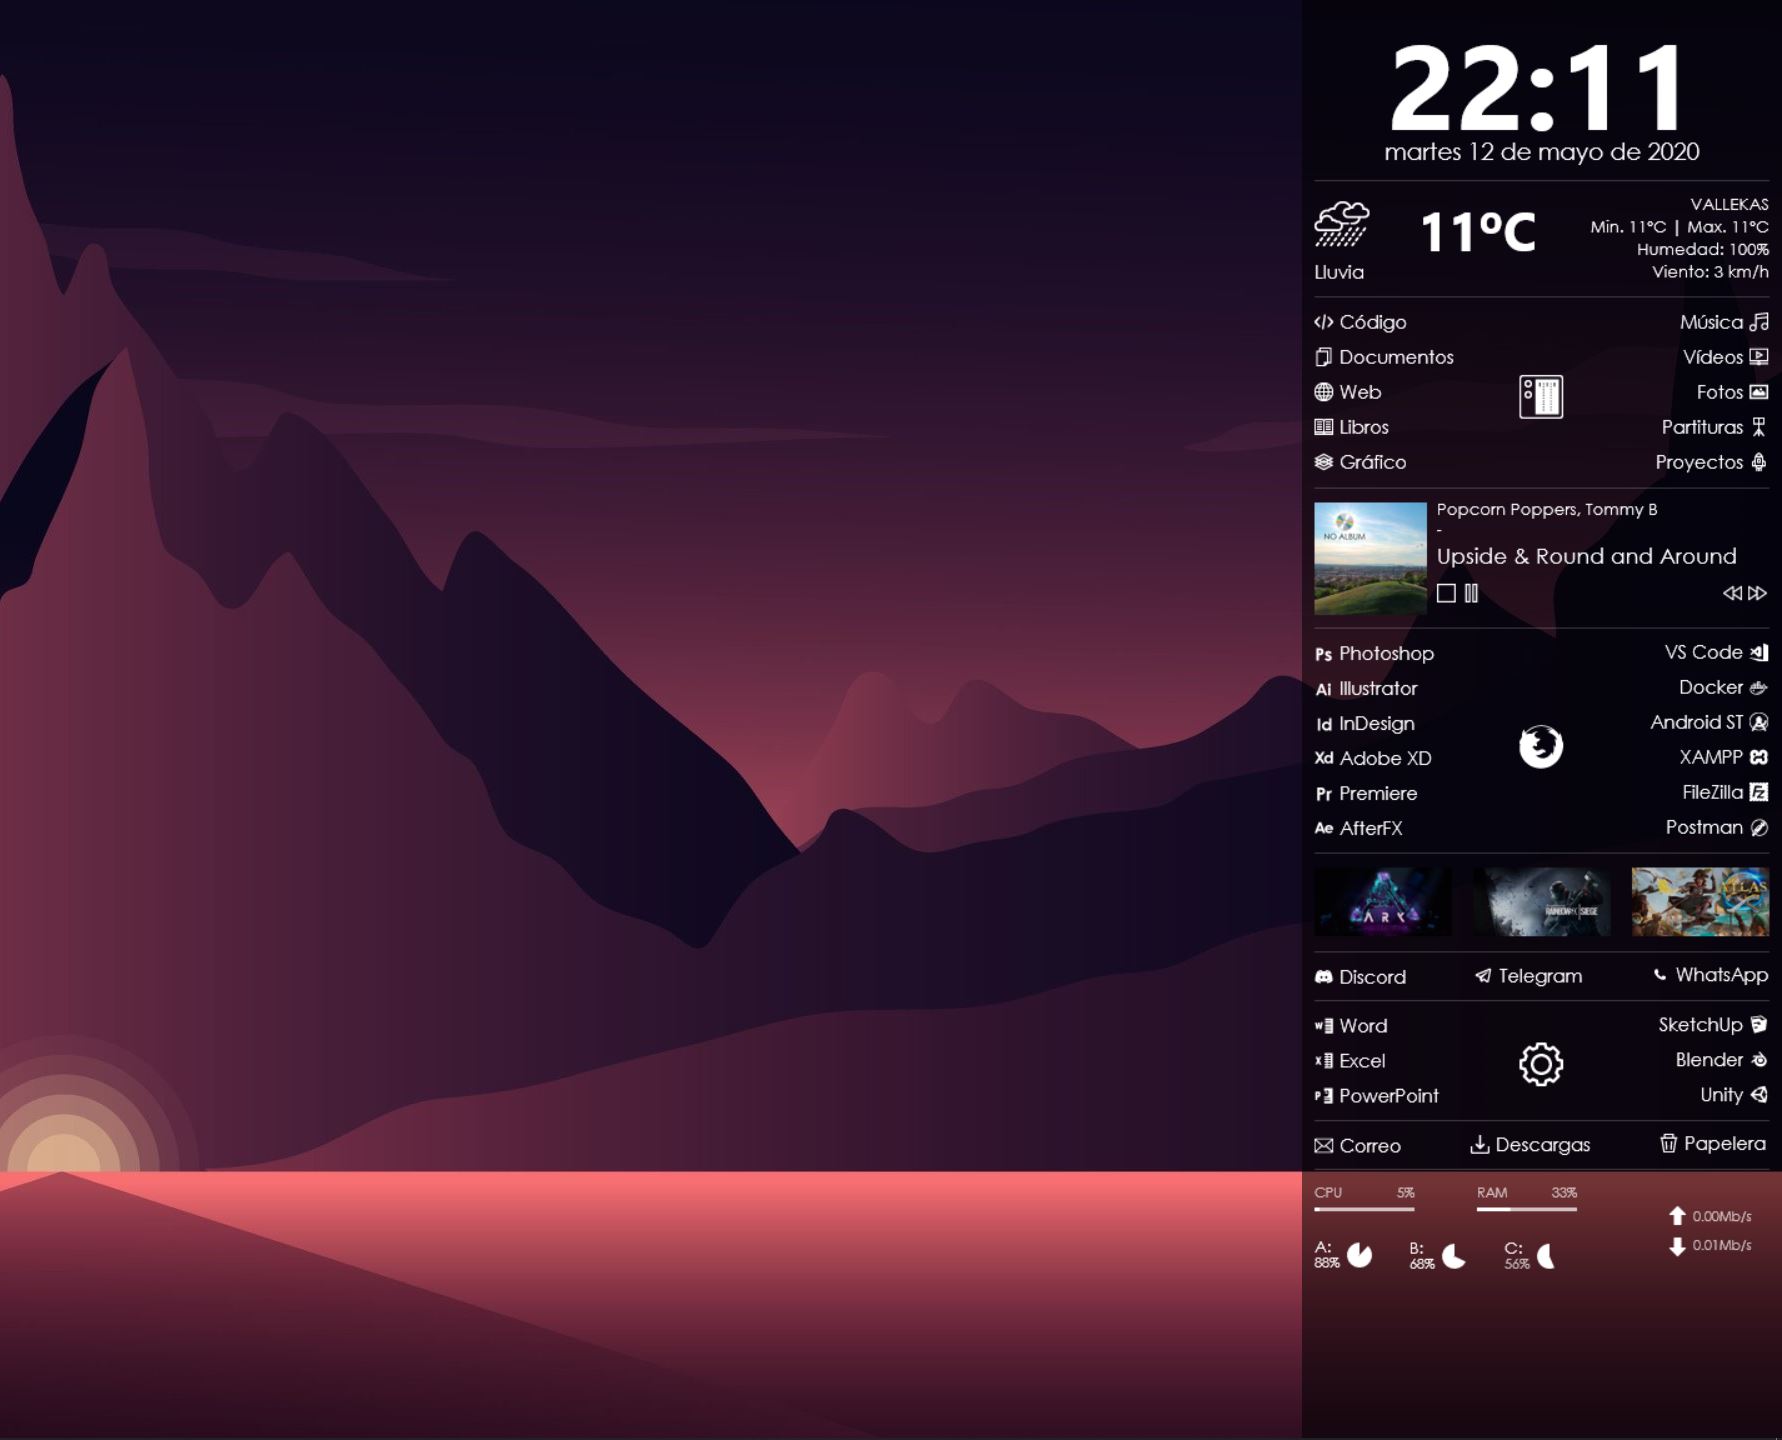 22:11
martes 12 de mayo de 2020
VALLEKAS
11ºC
Min. 11°C | Max. 11°C
Humedad: 100%
Lluvia
Viento: 3 km/h
Código
Música
Documentos
Vídeos
Web
Fotos
Libros
Partituras
Gráfico
Proyectos
NO ALBUM
Popcorn Poppers, Tommy B
-
Upside & Round and Around
Ps Photoshop
VS Code
Ai Illustrator
Docker
Id InDesign
Android ST
Xd Adobe XD
XAMPP
Pr Premiere
FileZilla Fz
Ae AfterFX
Postman
ARK
RAINBOW SIX SIEGE
ATLAS
Discord
Telegram
WhatsApp
W Word
SketchUp
X Excel
Blender
P PowerPoint
Unity
Correo
Descargas
Papelera
CPU 5%
RAM 33%
0.00Mb/s
0.01Mb/s
A:
88%
B:
68%
C:
56%